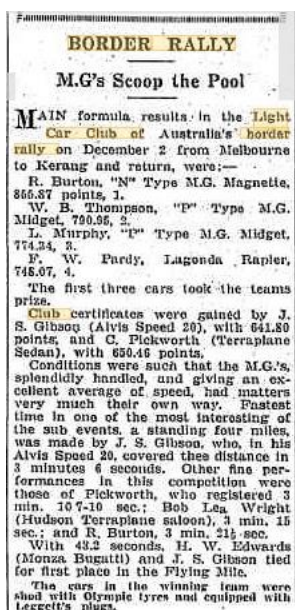 BORDER RALLY
M.G's Scoop the Pool
MAIN formula results in the Light
Car Club of Australia's border
rally on December 2 from Melbourne
to Kerang and return, were:—
R. Burton, "N" Type M.G. Magnette,
855.87 points, 1.
W. B. Thompson, "P" Type M.G.
Midget, 790.95, 2.
L. Murphy, "P" Type M.G. Midget,
774.34, 3.
F. W. Pardy, Lagonda Rapier,
748.07, 4.
The first three cars took the teams
prize.
Club certificates were gained by J.
S. Gibson (Alvis Speed 20), with 641.80
points, and C. Pickworth (Terraplane
Sedan), with 650.46 points.
Conditions were such that the M.G.'s,
splendidly handled, and giving an ex-
cellent average of speed, had matters
very much their own way. Fastest
time in one of the most interesting of
the sub events, a standing four miles,
was made by J. S. Gibson, who, in his
Alvis Speed 20, covered thee distance in
3 minutes 6 seconds. Other fine per-
formances in this competition were
those of Pickworth, who registered 3
min. 10 7-10 sec.; Bob Lea Wright
(Hudson Terraplane saloon), 3 min. 15
sec.; and R. Burton, 3 min. 21½ sec.
With 43.2 seconds, H. W. Edwards
(Monza Bugatti) and J. S. Gibson tied
for first place in the Flying Mile.
The cars in the winning team were
shod with Olympic tyres and equipped with
Leggett's plugs.